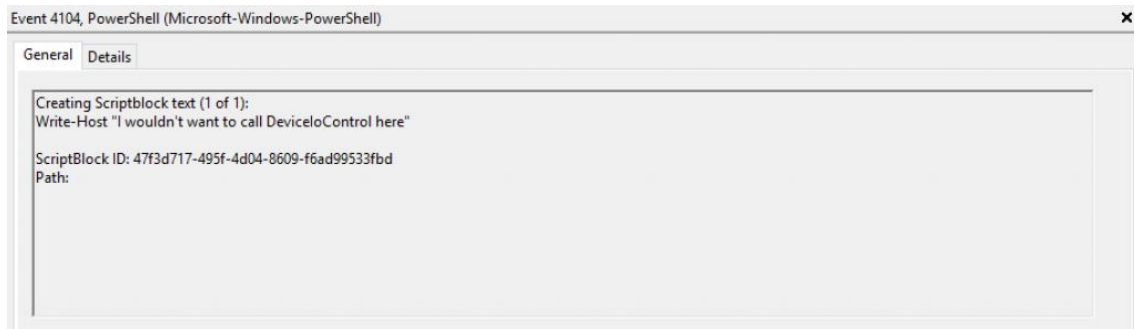 Event 4104, PowerShell (Microsoft-Windows-PowerShell)
General Details
Creating Scriptblock text (1 of 1):
Write-Host "I wouldn't want to call DeviceIoControl here"
ScriptBlock ID: 47f3d717-495f-4d04-8609-f6ad99533fbd
Path: